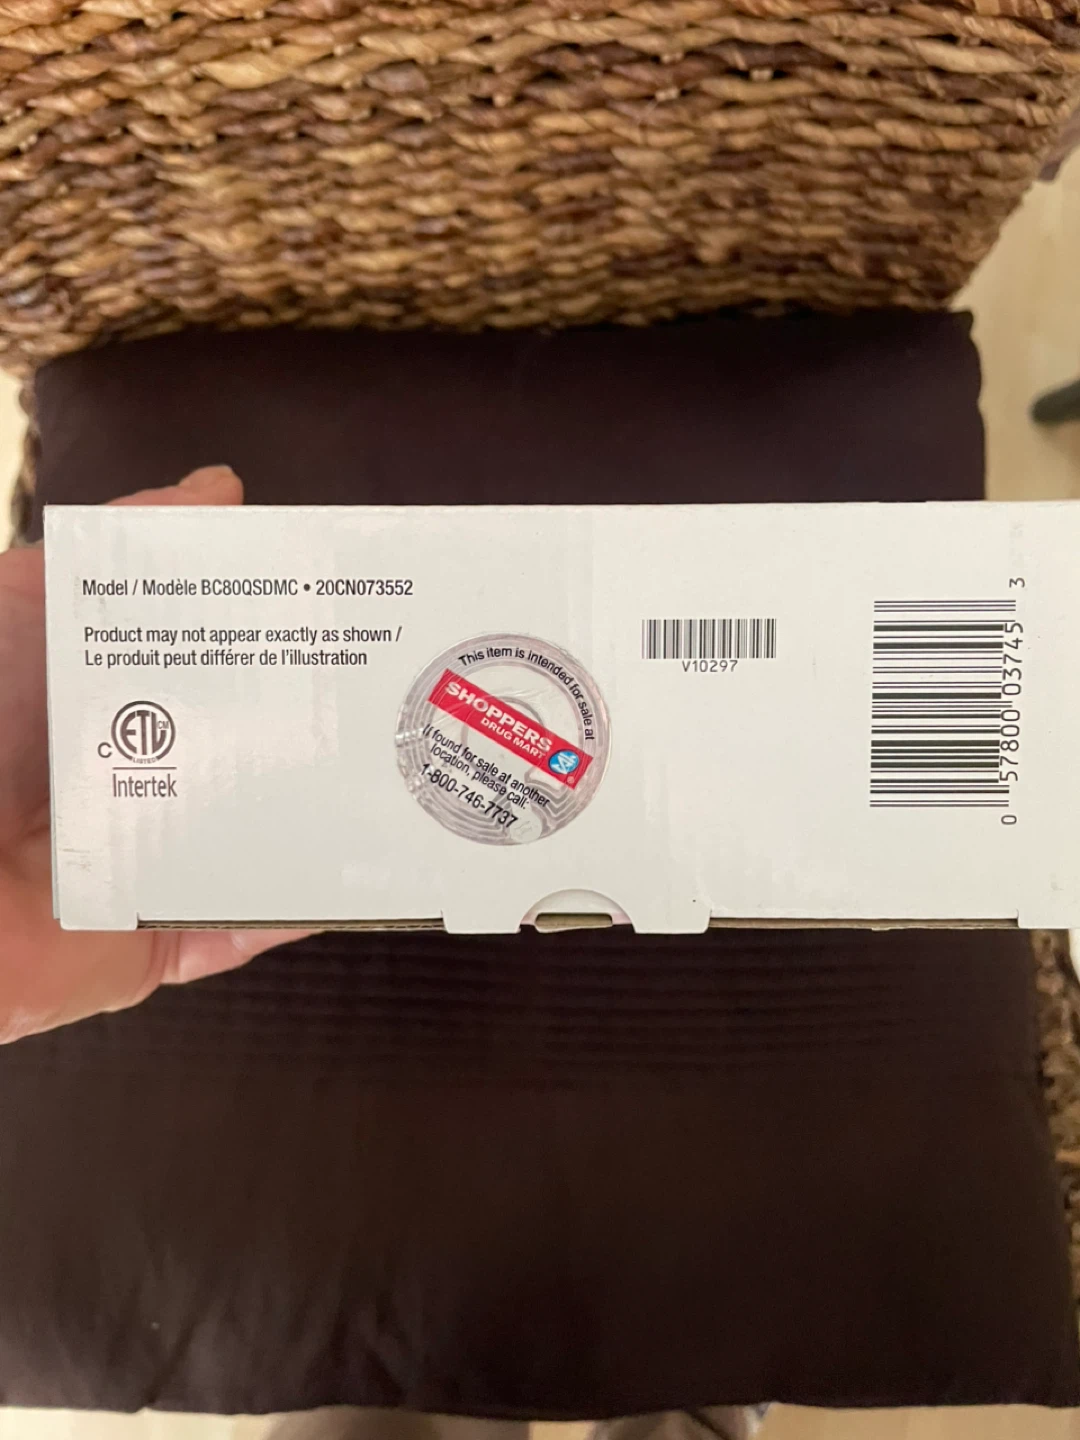 Model / Modèle BC80QSDMC • 20CN073552
Product may not appear exactly as shown /
Le produit peut différer de l'illustration
C ETL CM
LISTED
Intertek
This item is intended for sale at
SHOPPERS
DRUG MART
If found for sale at another
location, please call:
1-800-746-7737
V10297
0 57800 03745 3